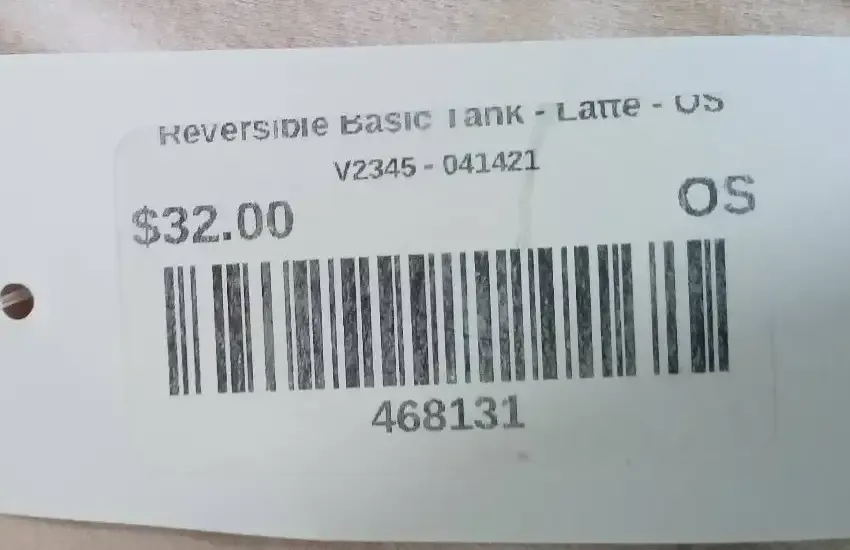 Reversible Basic Tank - Latte - OS
V2345 - 041421
$32.00
OS
468131